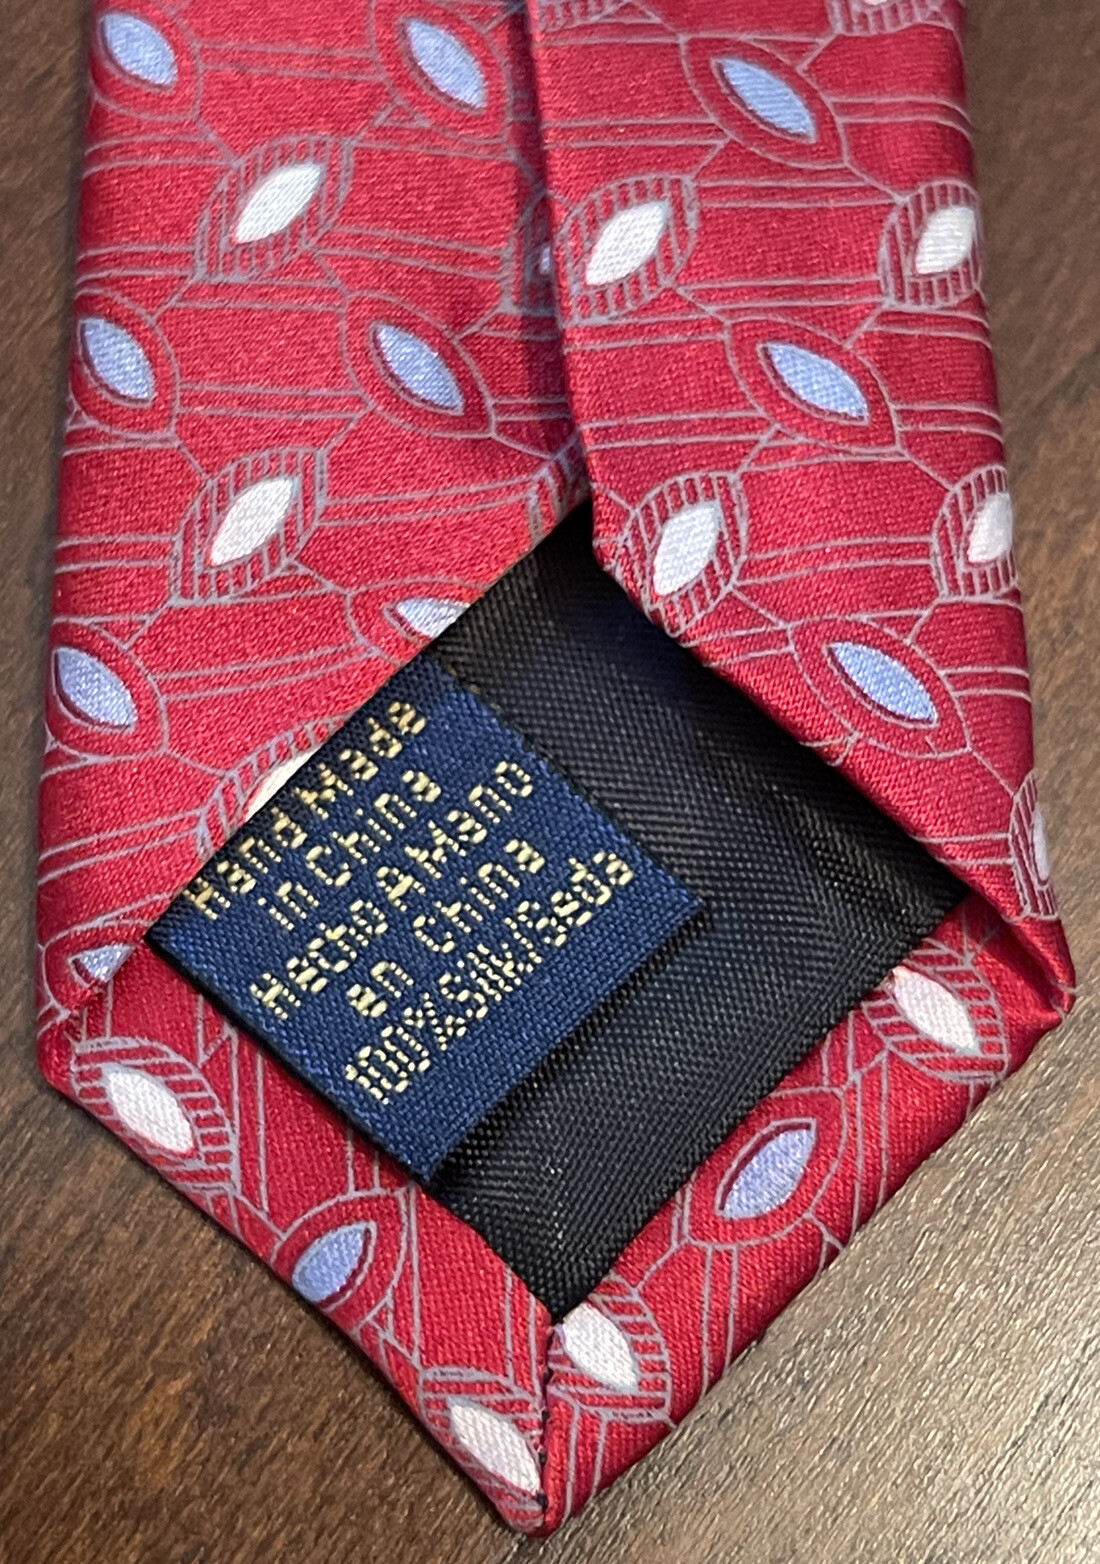 Hand Made
in China
Hecho A Mano
en China
100% Silk/Seda